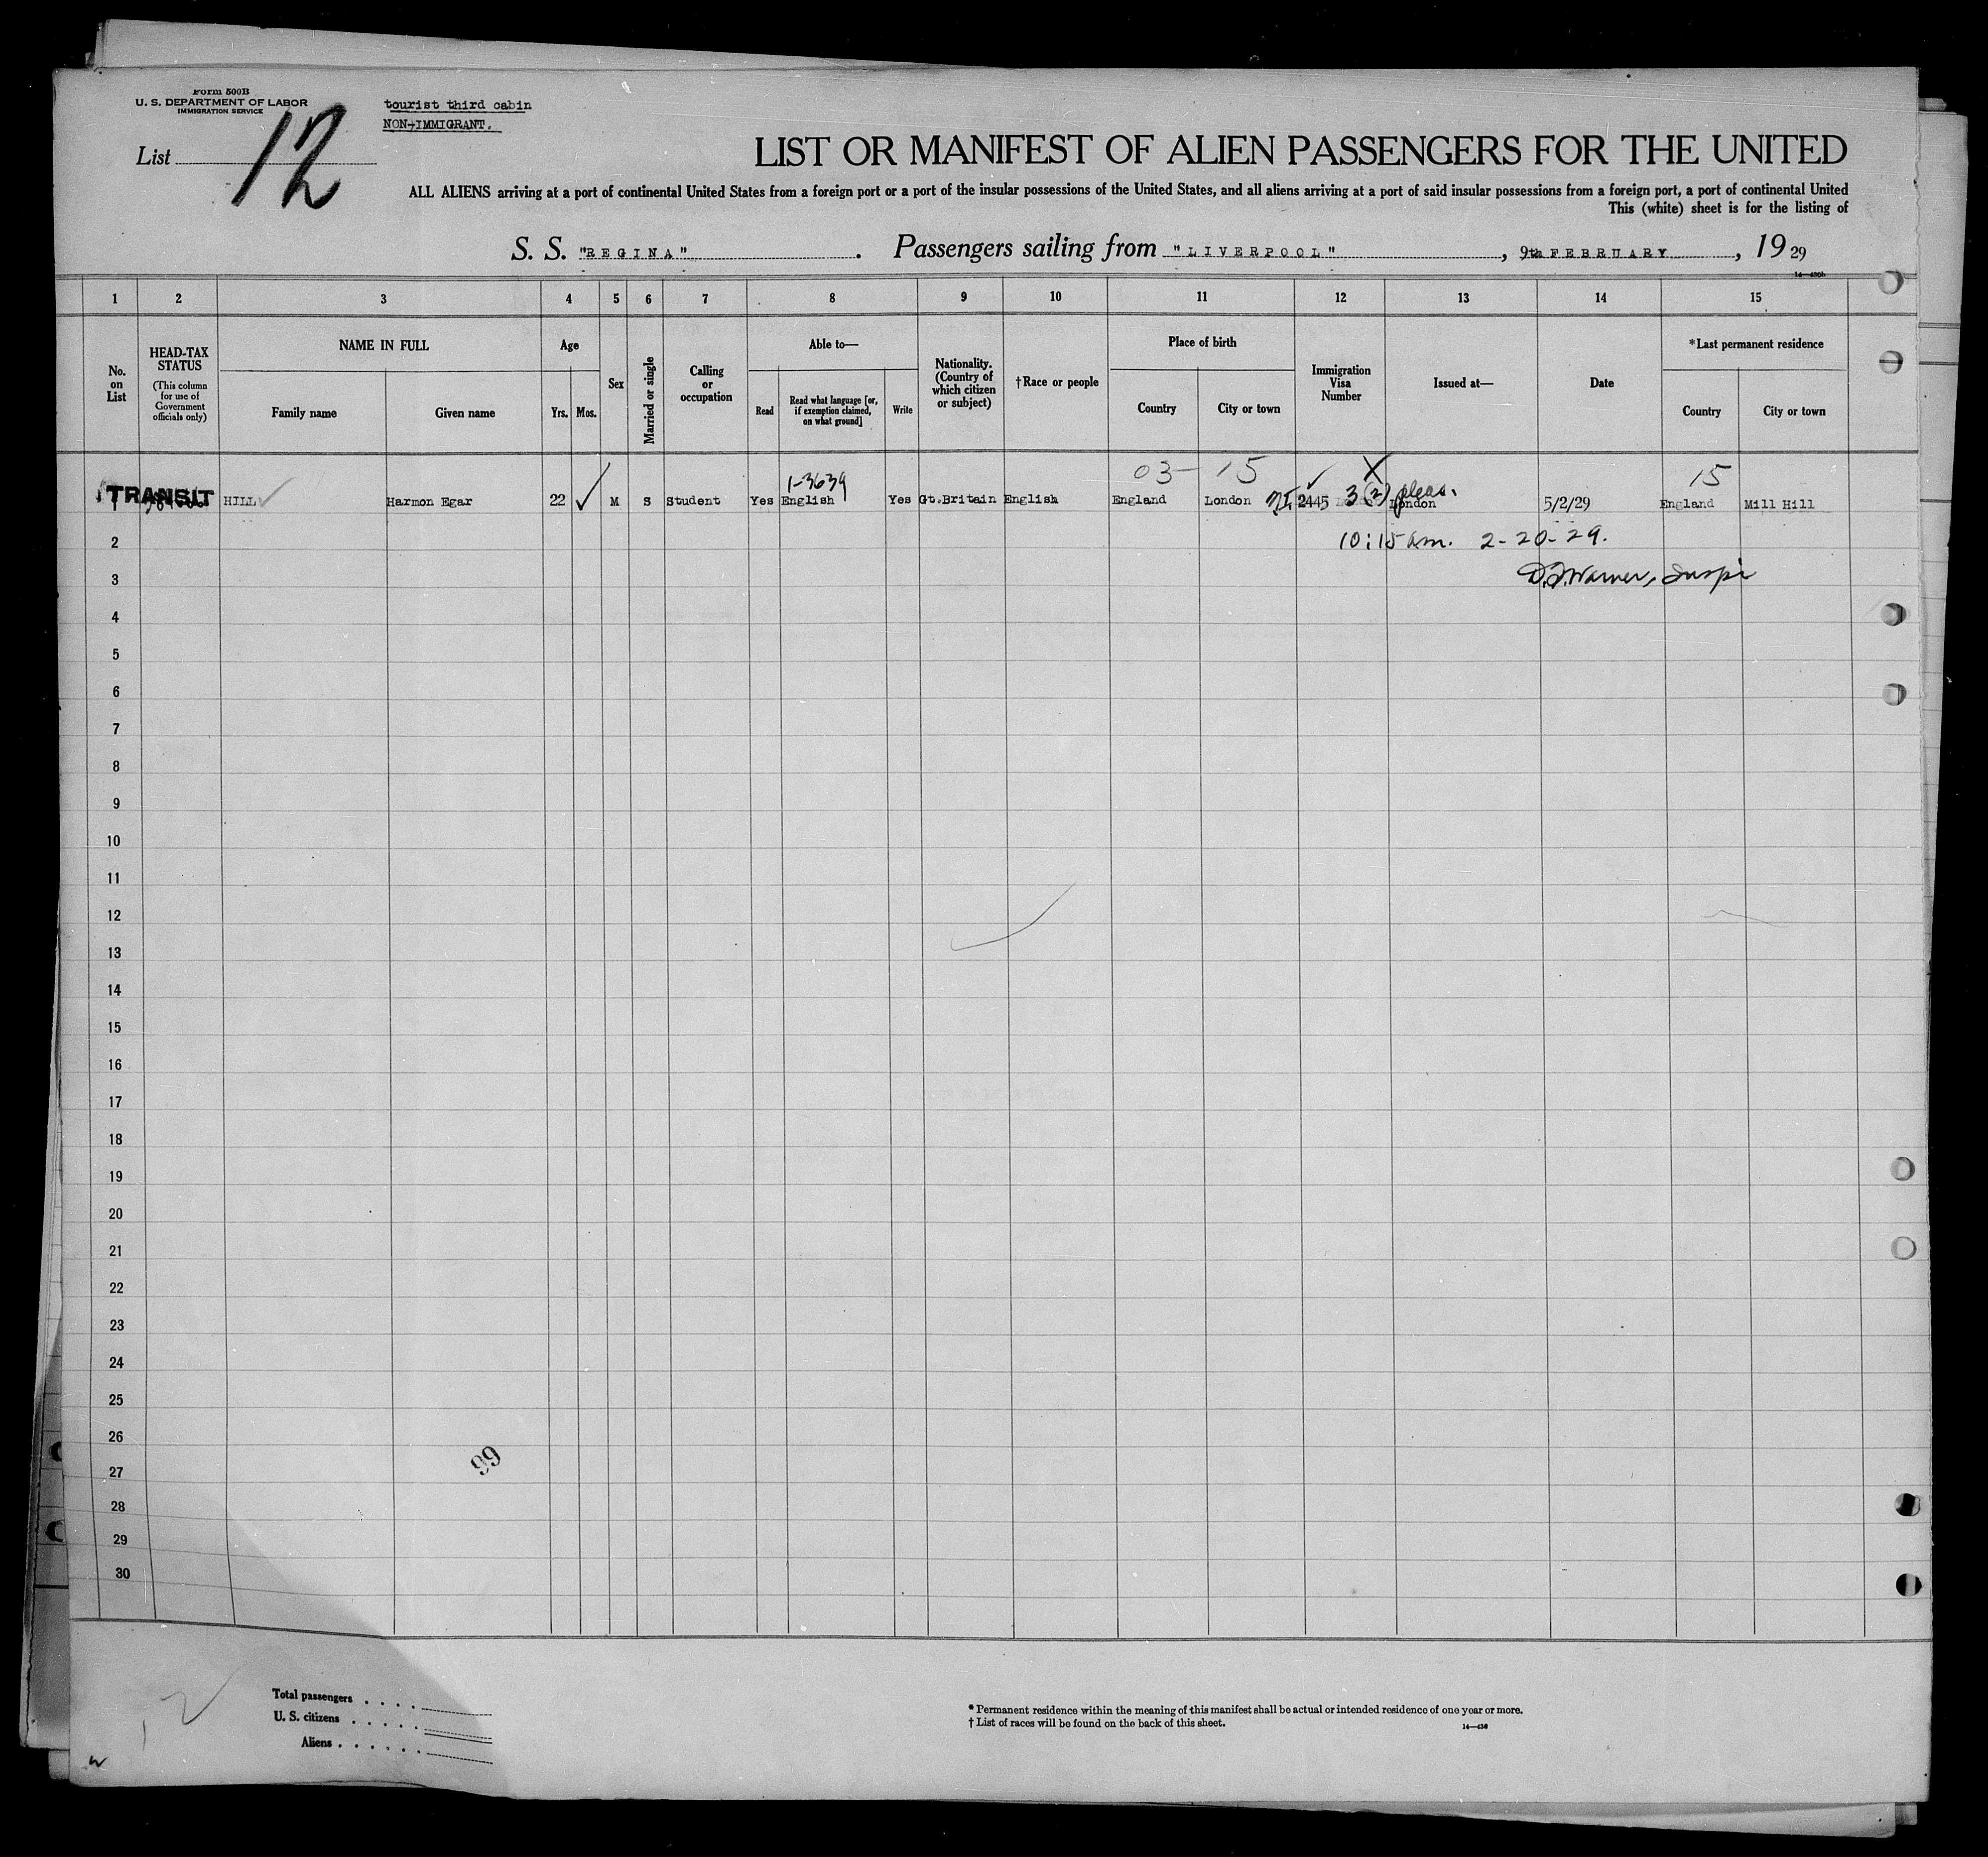 Form 500B
U. S. DEPARTMENT OF LABOR
IMMIGRATION SERVICE
tourist third cabin
NON-IMMIGRANT.
List 12
LIST OR MANIFEST OF ALIEN PASSENGERS FOR THE UNITED
ALL ALIENS arriving at a port of continental United States from a foreign port or a port of the insular possessions of the United States, and all aliens arriving at a port of said insular possessions from a foreign port, a port of continental United
This (white) sheet is for the listing of
S. S. "REGINA". Passengers sailing from "LIVERPOOL", 9th FEBRUARY, 19 29
14—430b
1 2 3 4 5 6 7 8 9 10 11 12 13 14 15
No. on List
HEAD-TAX STATUS
(This column for use of Government officials only)
NAME IN FULL
Family name
Given name
Age
Yrs.
Mos.
Sex
Married or single
Calling or occupation
Able to—
Read
Read what language [or, if exemption claimed, on what ground]
Write
Nationality. (Country of which citizen or subject)
†Race or people
Place of birth
Country
City or town
Immigration Visa Number
Issued at—
Date
*Last permanent residence
Country
City or town
1-3639 03- 15 X 15
1 TRANSIT HILL Harmon Egar 22 M S Student Yes English Yes Gt.Britain English England London 2445 3(2) pleas. London 5/2/29 England Mill Hill
2 10:15 am. 2-20-29.
3 Warner, Inspr
4
5
6
7
8
9
10
11
12
13
14
15
16
17
18
19
20
21
22
23
24
25
26
99
27
28
29
30
12
Total passengers . . . .
U. S. citizens . . . . .
Aliens . . . . . .
* Permanent residence within the meaning of this manifest shall be actual or intended residence of one year or more.
† List of races will be found on the back of this sheet.
14—430